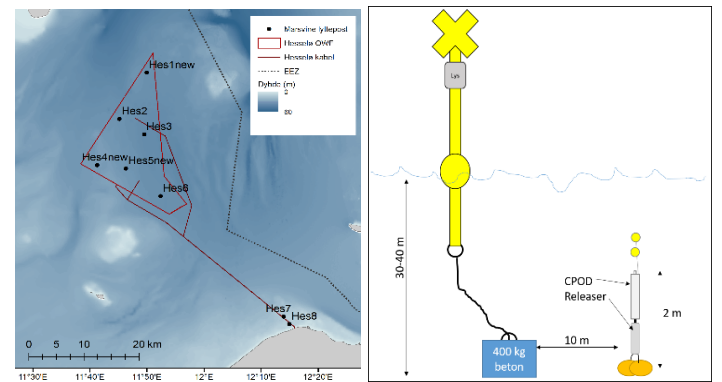 Marsvine lyttepost
Hesselø OWF
Hesselø kabel
EEZ
Dybde (m)
Hes1new
Hes2
Hes3
Hes4new
Hes5new
Hes6
Hes7
Hes8
0 5 10 20 km
11°30'E 11°40'E 11°50'E 12°E 12°10'E 12°20'E
Lys
30-40 m
CPOD
Releaser
2 m
10 m
400 kg
beton